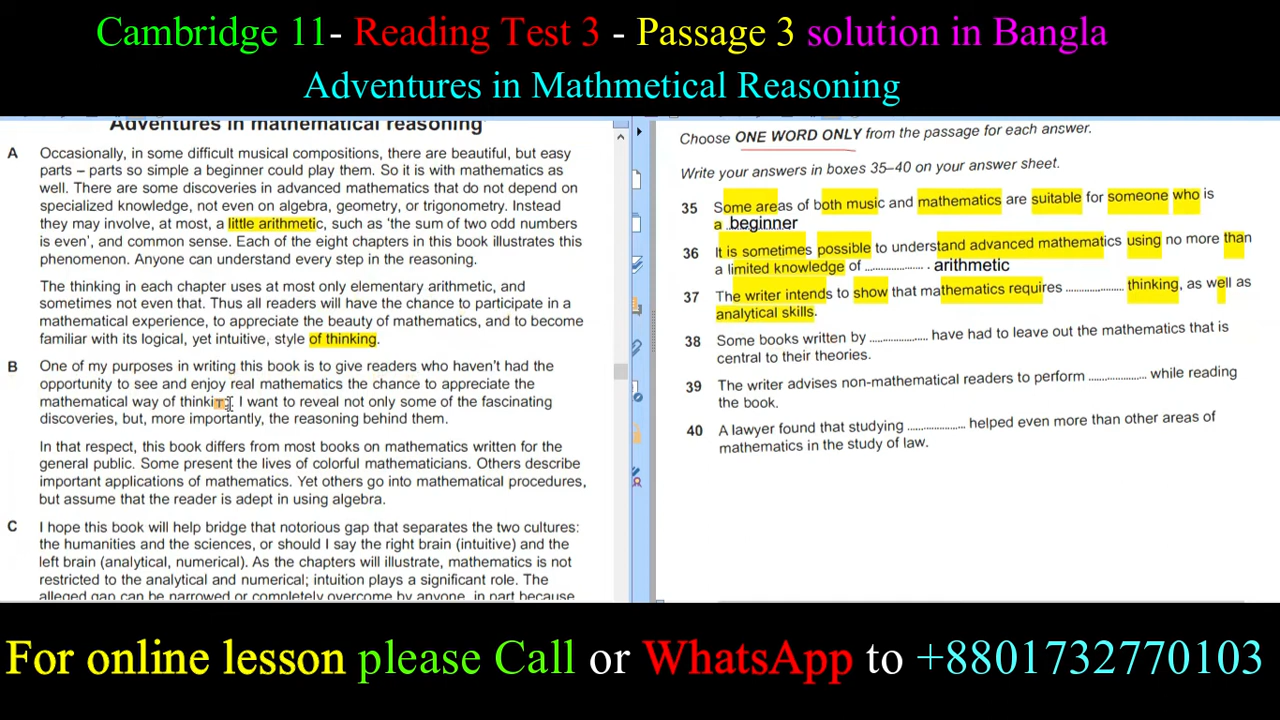 Cambridge 11- Reading Test 3 - Passage 3 solution in Bangla
Adventures in Mathmetical Reasoning
Adventures in mathematical reasoning
A Occasionally, in some difficult musical compositions, there are beautiful, but easy
parts – parts so simple a beginner could play them. So it is with mathematics as
well. There are some discoveries in advanced mathematics that do not depend on
specialized knowledge, not even on algebra, geometry, or trigonometry. Instead
they may involve, at most, a little arithmetic, such as 'the sum of two odd numbers
is even', and common sense. Each of the eight chapters in this book illustrates this
phenomenon. Anyone can understand every step in the reasoning.
The thinking in each chapter uses at most only elementary arithmetic, and
sometimes not even that. Thus all readers will have the chance to participate in a
mathematical experience, to appreciate the beauty of mathematics, and to become
familiar with its logical, yet intuitive, style of thinking.
B One of my purposes in writing this book is to give readers who haven't had the
opportunity to see and enjoy real mathematics the chance to appreciate the
mathematical way of thinking. I want to reveal not only some of the fascinating
discoveries, but, more importantly, the reasoning behind them.
In that respect, this book differs from most books on mathematics written for the
general public. Some present the lives of colorful mathematicians. Others describe
important applications of mathematics. Yet others go into mathematical procedures,
but assume that the reader is adept in using algebra.
C I hope this book will help bridge that notorious gap that separates the two cultures:
the humanities and the sciences, or should I say the right brain (intuitive) and the
left brain (analytical, numerical). As the chapters will illustrate, mathematics is not
restricted to the analytical and numerical; intuition plays a significant role. The
alleged gap can be narrowed or completely overcome by anyone, in part because
Choose ONE WORD ONLY from the passage for each answer.
Write your answers in boxes 35–40 on your answer sheet.
35 Some areas of both music and mathematics are suitable for someone who is
a beginner
36 It is sometimes possible to understand advanced mathematics using no more than
a limited knowledge of .................... . arithmetic
37 The writer intends to show that mathematics requires .................... thinking, as well as
analytical skills.
38 Some books written by .................... have had to leave out the mathematics that is
central to their theories.
39 The writer advises non-mathematical readers to perform .................... while reading
the book.
40 A lawyer found that studying .................... helped even more than other areas of
mathematics in the study of law.
For online lesson please Call or WhatsApp to +8801732770103